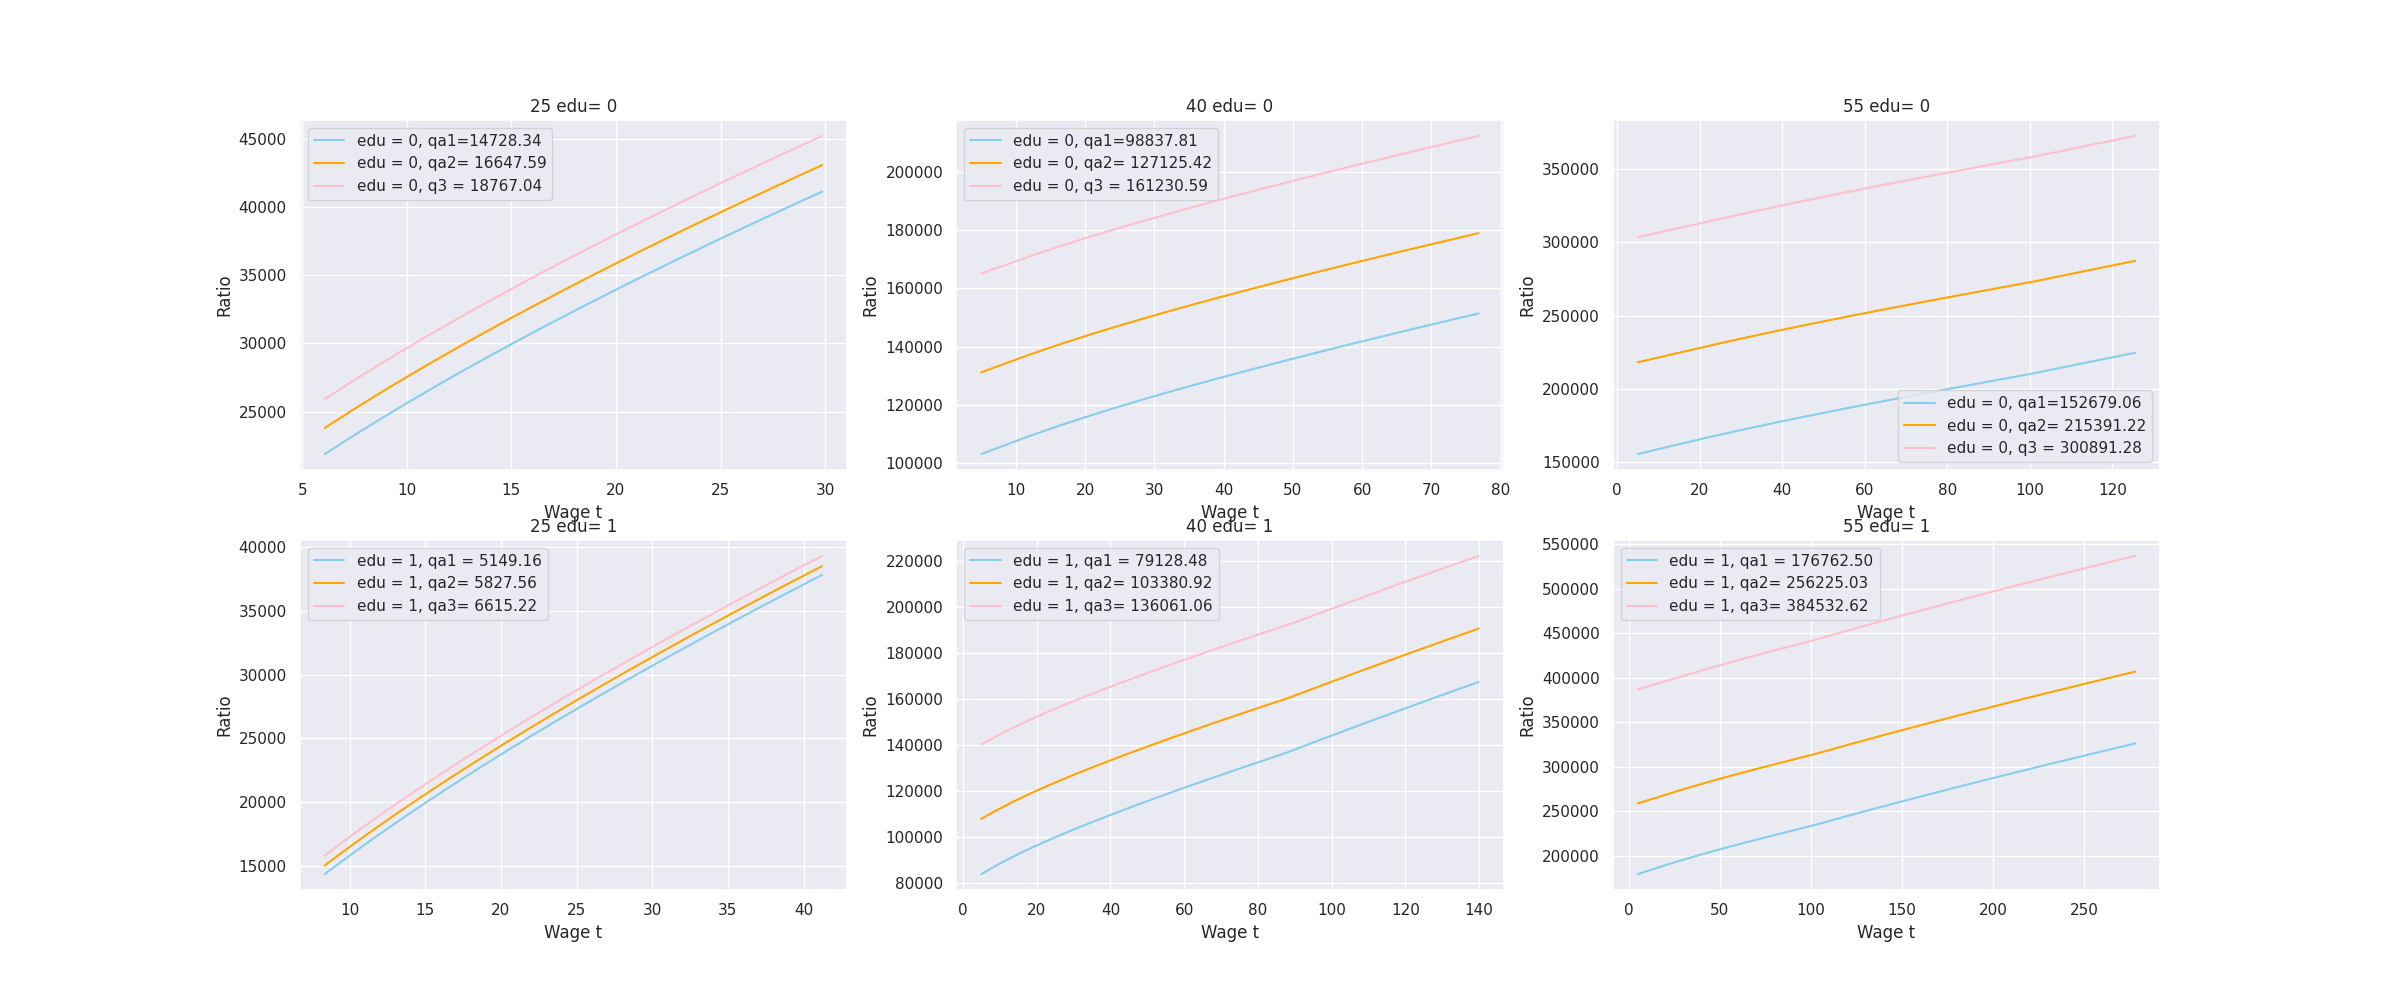 25 edu= 0
Ratio
45000
40000
35000
30000
25000
edu = 0, qa1=14728.34
edu = 0, qa2= 16647.59
edu = 0, q3 = 18767.04
5 10 15 20 25 30
Wage t
40 edu= 0
Ratio
200000
180000
160000
140000
120000
100000
edu = 0, qa1=98837.81
edu = 0, qa2= 127125.42
edu = 0, q3 = 161230.59
10 20 30 40 50 60 70 80
Wage t
55 edu= 0
Ratio
350000
300000
250000
200000
150000
edu = 0, qa1=152679.06
edu = 0, qa2= 215391.22
edu = 0, q3 = 300891.28
0 20 40 60 80 100 120
Wage t
25 edu= 1
Ratio
40000
35000
30000
25000
20000
15000
edu = 1, qa1 = 5149.16
edu = 1, qa2= 5827.56
edu = 1, qa3= 6615.22
10 15 20 25 30 35 40
Wage t
40 edu= 1
Ratio
220000
200000
180000
160000
140000
120000
100000
80000
edu = 1, qa1 = 79128.48
edu = 1, qa2= 103380.92
edu = 1, qa3= 136061.06
0 20 40 60 80 100 120 140
Wage t
55 edu= 1
Ratio
550000
500000
450000
400000
350000
300000
250000
200000
edu = 1, qa1 = 176762.50
edu = 1, qa2= 256225.03
edu = 1, qa3= 384532.62
0 50 100 150 200 250
Wage t